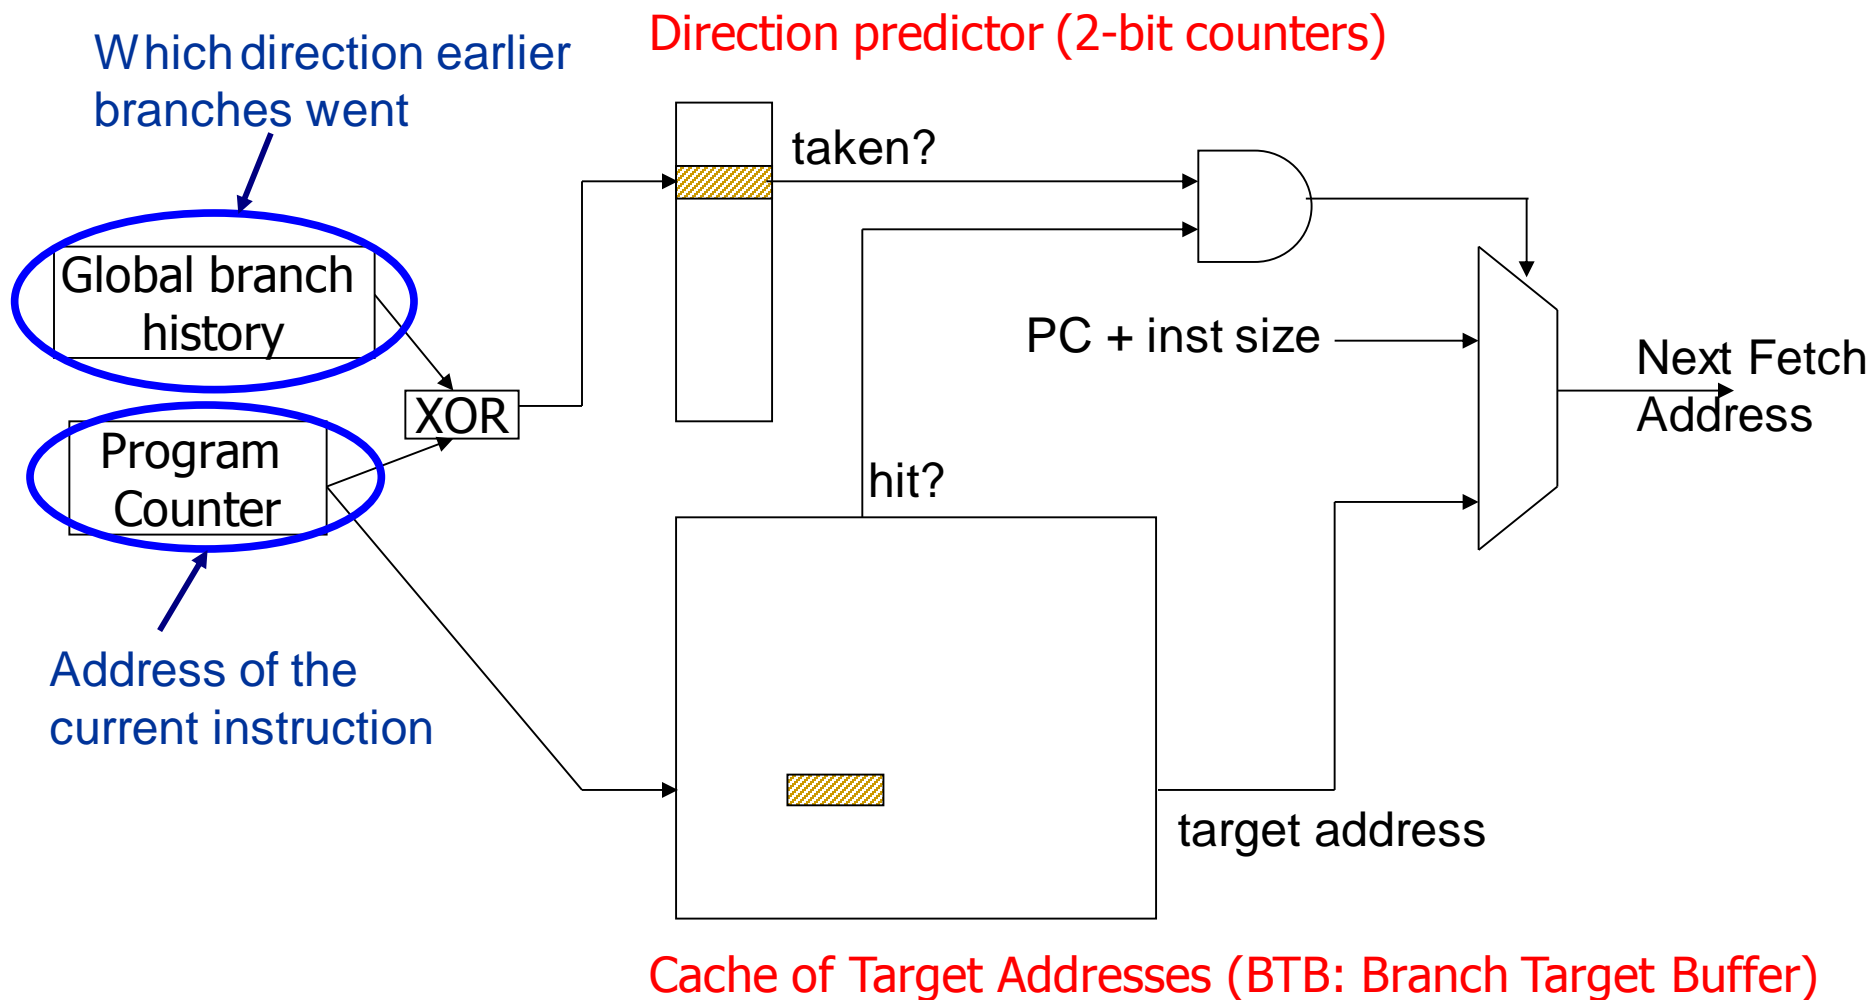 Direction predictor (2-bit counters)
Which direction earlier
branches went
taken?
Global branch
history
PC + inst size
Next Fetch
Address
XOR
Program
Counter
hit?
Address of the
current instruction
target address
Cache of Target Addresses (BTB: Branch Target Buffer)